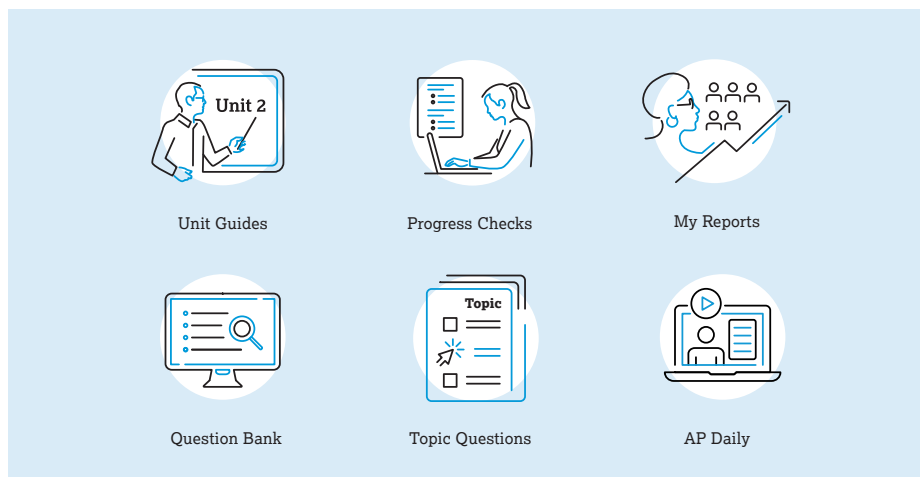 Unit 2
Unit Guides
Progress Checks
My Reports
Topic
Question Bank
Topic Questions
AP Daily